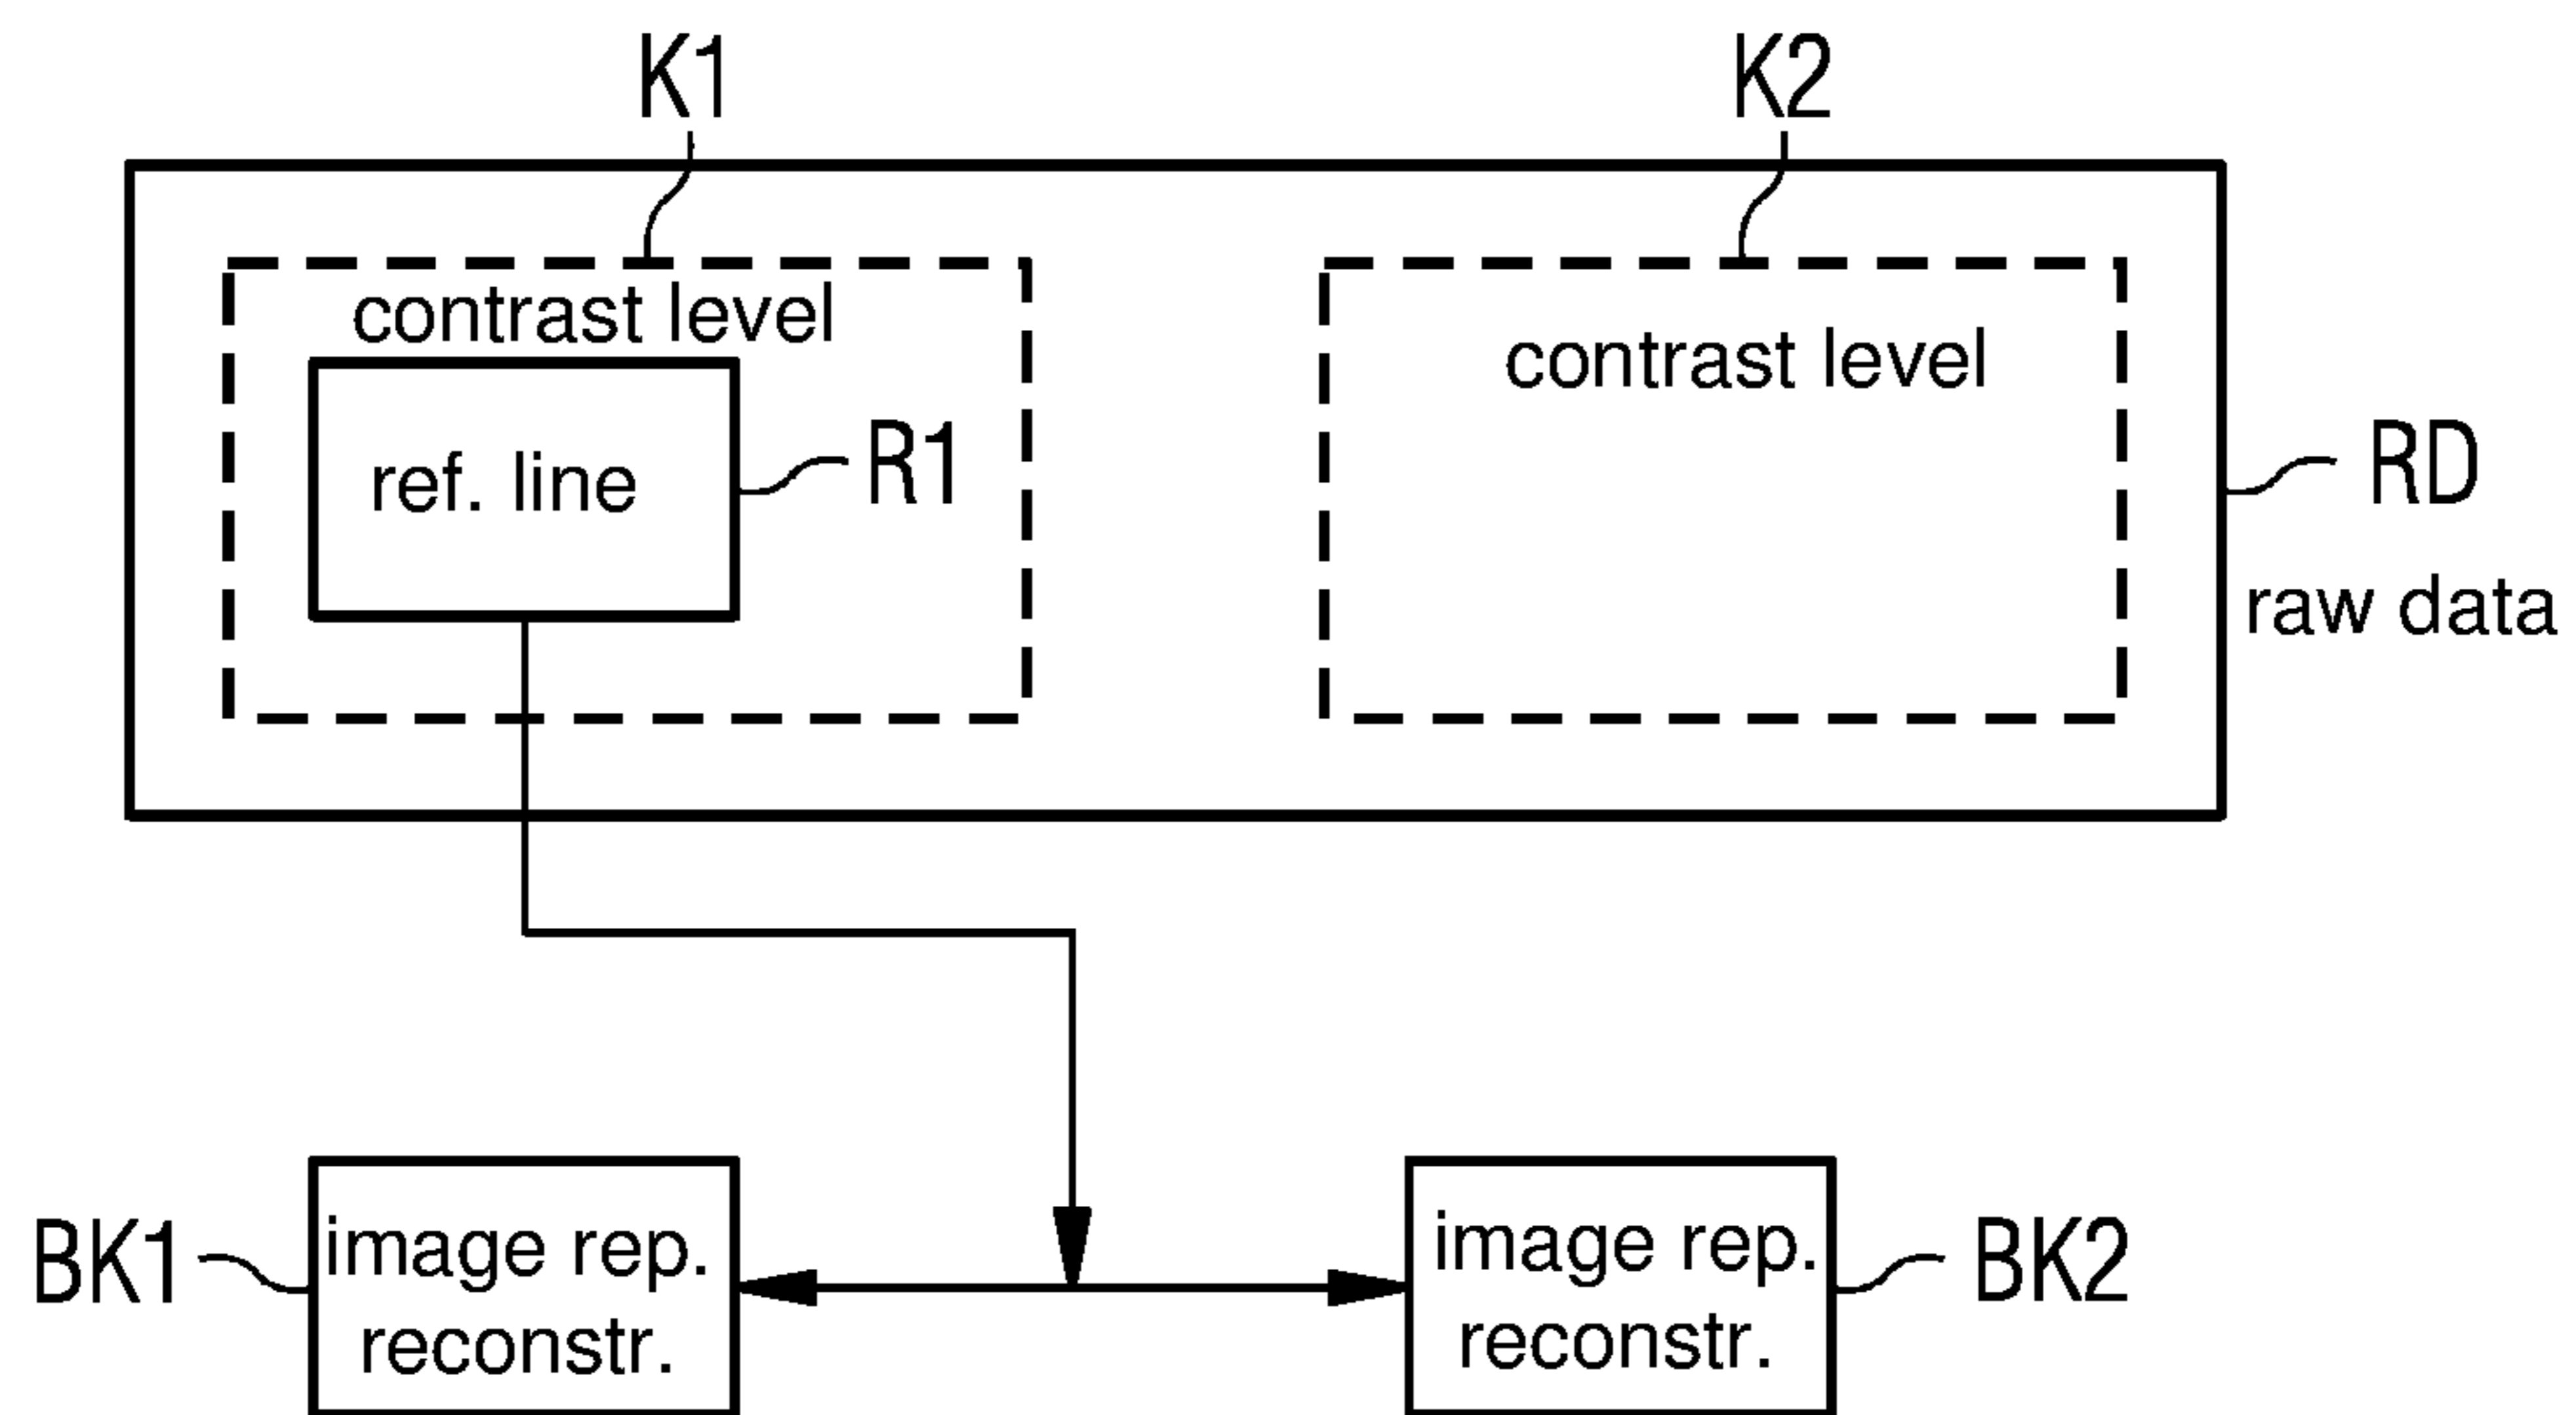 K1
K2
contrast level
contrast level
ref. line
R1
RD
raw data
BK1
image rep.
reconstr.
image rep.
reconstr.
BK2